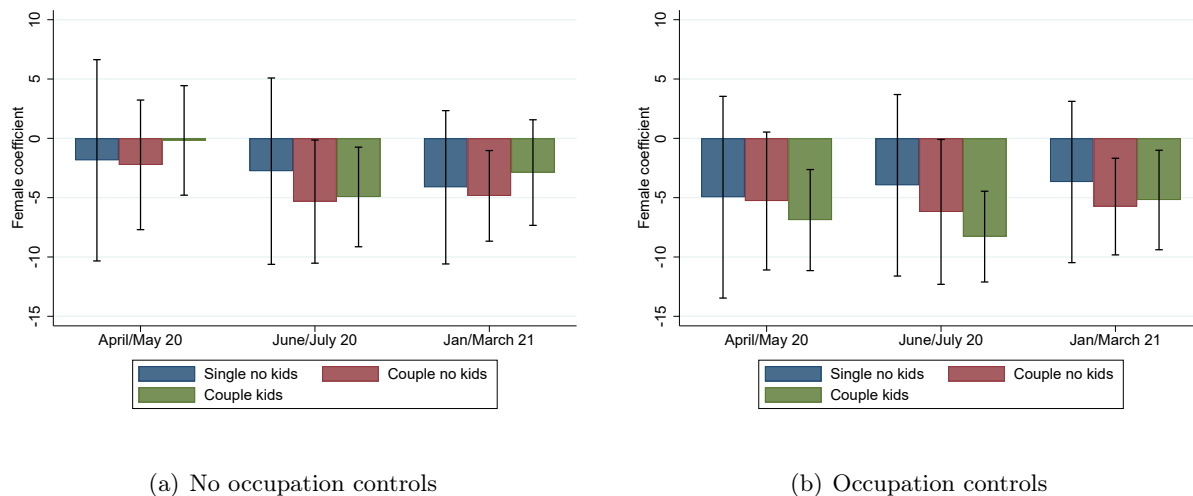 10
5
0
-5
-10
-15
Female coefficient
April/May 20
June/July 20
Jan/March 21
Single no kids
Couple no kids
Couple kids
(a) No occupation controls
10
5
0
-5
-10
-15
Female coefficient
April/May 20
June/July 20
Jan/March 21
Single no kids
Couple no kids
Couple kids
(b) Occupation controls